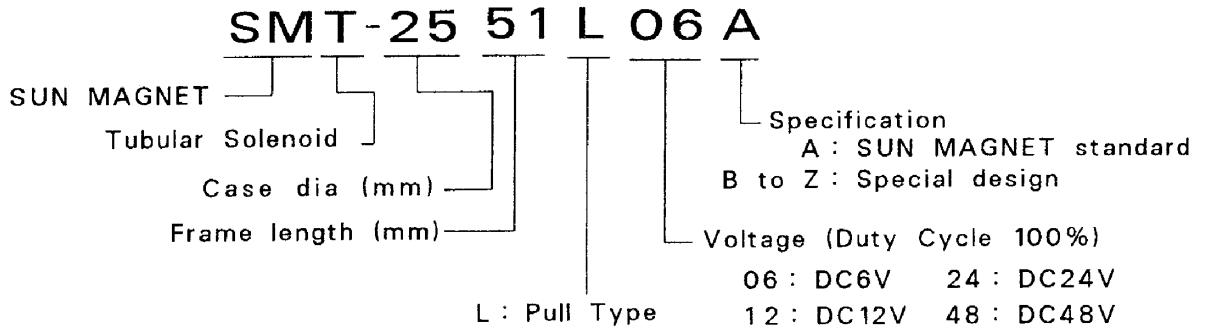 SMT-25 51 L 06 A
SUN MAGNET
Tubular Solenoid
Case dia (mm)
Frame length (mm)
L : Pull Type
Specification
A : SUN MAGNET standard
B to Z : Special design
Voltage (Duty Cycle 100%)
06 : DC6V 24 : DC24V
12 : DC12V 48 : DC48V